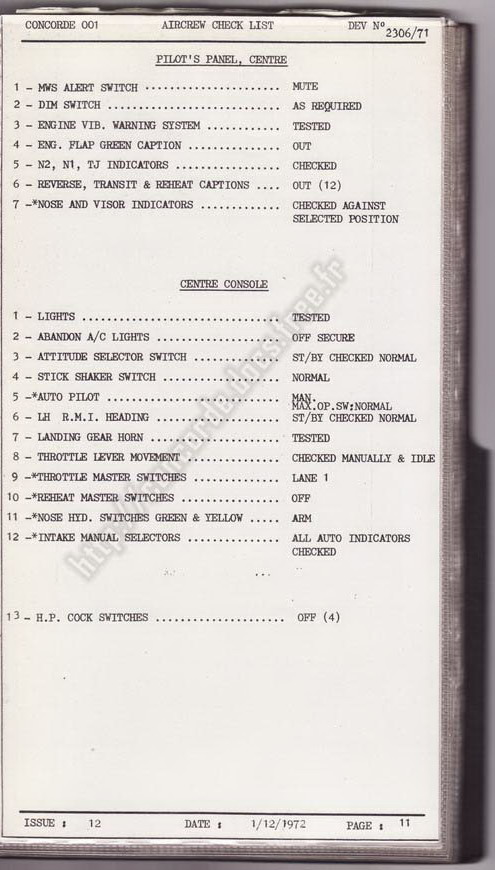 CONCORDE 001 AIRCREW CHECK LIST DEV Nº 2306/71
PILOT'S PANEL, CENTRE
1 - MWS ALERT SWITCH ........................ MUTE
2 - DIM SWITCH .............................. AS REQUIRED
3 - ENGINE VIB. WARNING SYSTEM ............. TESTED
4 - ENG. FLAP GREEN CAPTION ................ OUT
5 - N2, N1, TJ INDICATORS .................. CHECKED
6 - REVERSE, TRANSIT & REHEAT CAPTIONS .... OUT (12)
7 -*NOSE AND VISOR INDICATORS ............. CHECKED AGAINST
SELECTED POSITION
CENTRE CONSOLE
1 - LIGHTS .................................. TESTED
2 - ABANDON A/C LIGHTS ..................... OFF SECURE
3 - ATTITUDE SELECTOR SWITCH ............... ST/BY CHECKED NORMAL
4 - STICK SHAKER SWITCH .................... NORMAL
5 -*AUTO PILOT ............................. MAN.
MAX.OP.SW:NORMAL
6 - LH R.M.I. HEADING ...................... ST/BY CHECKED NORMAL
7 - LANDING GEAR HORN ...................... TESTED
8 - THROTTLE LEVER MOVEMENT ................ CHECKED MANUALLY & IDLE
9 -*THROTTLE MASTER SWITCHES ............... LANE 1
10 -*REHEAT MASTER SWITCHES ................ OFF
11 -*NOSE HYD. SWITCHES GREEN & YELLOW ..... ARM
12 -*INTAKE MANUAL SELECTORS ............... ALL AUTO INDICATORS
CHECKED
13 - H.P. COCK SWITCHES ...................... OFF (4)
ISSUE : 12 DATE : 1/12/1972 PAGE : 11